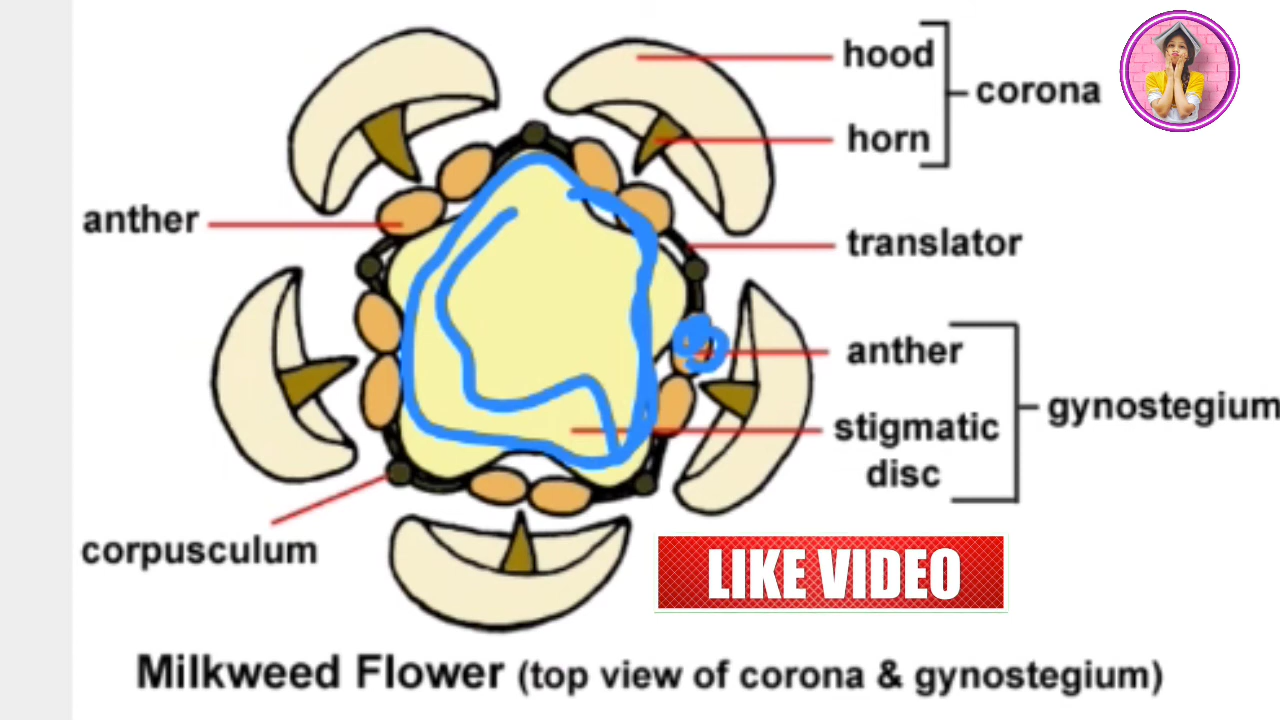 hood
corona
horn
anther
translator
anther
gynostegium
stigmatic
disc
corpusculum
LIKE VIDEO
Milkweed Flower (top view of corona & gynostegium)